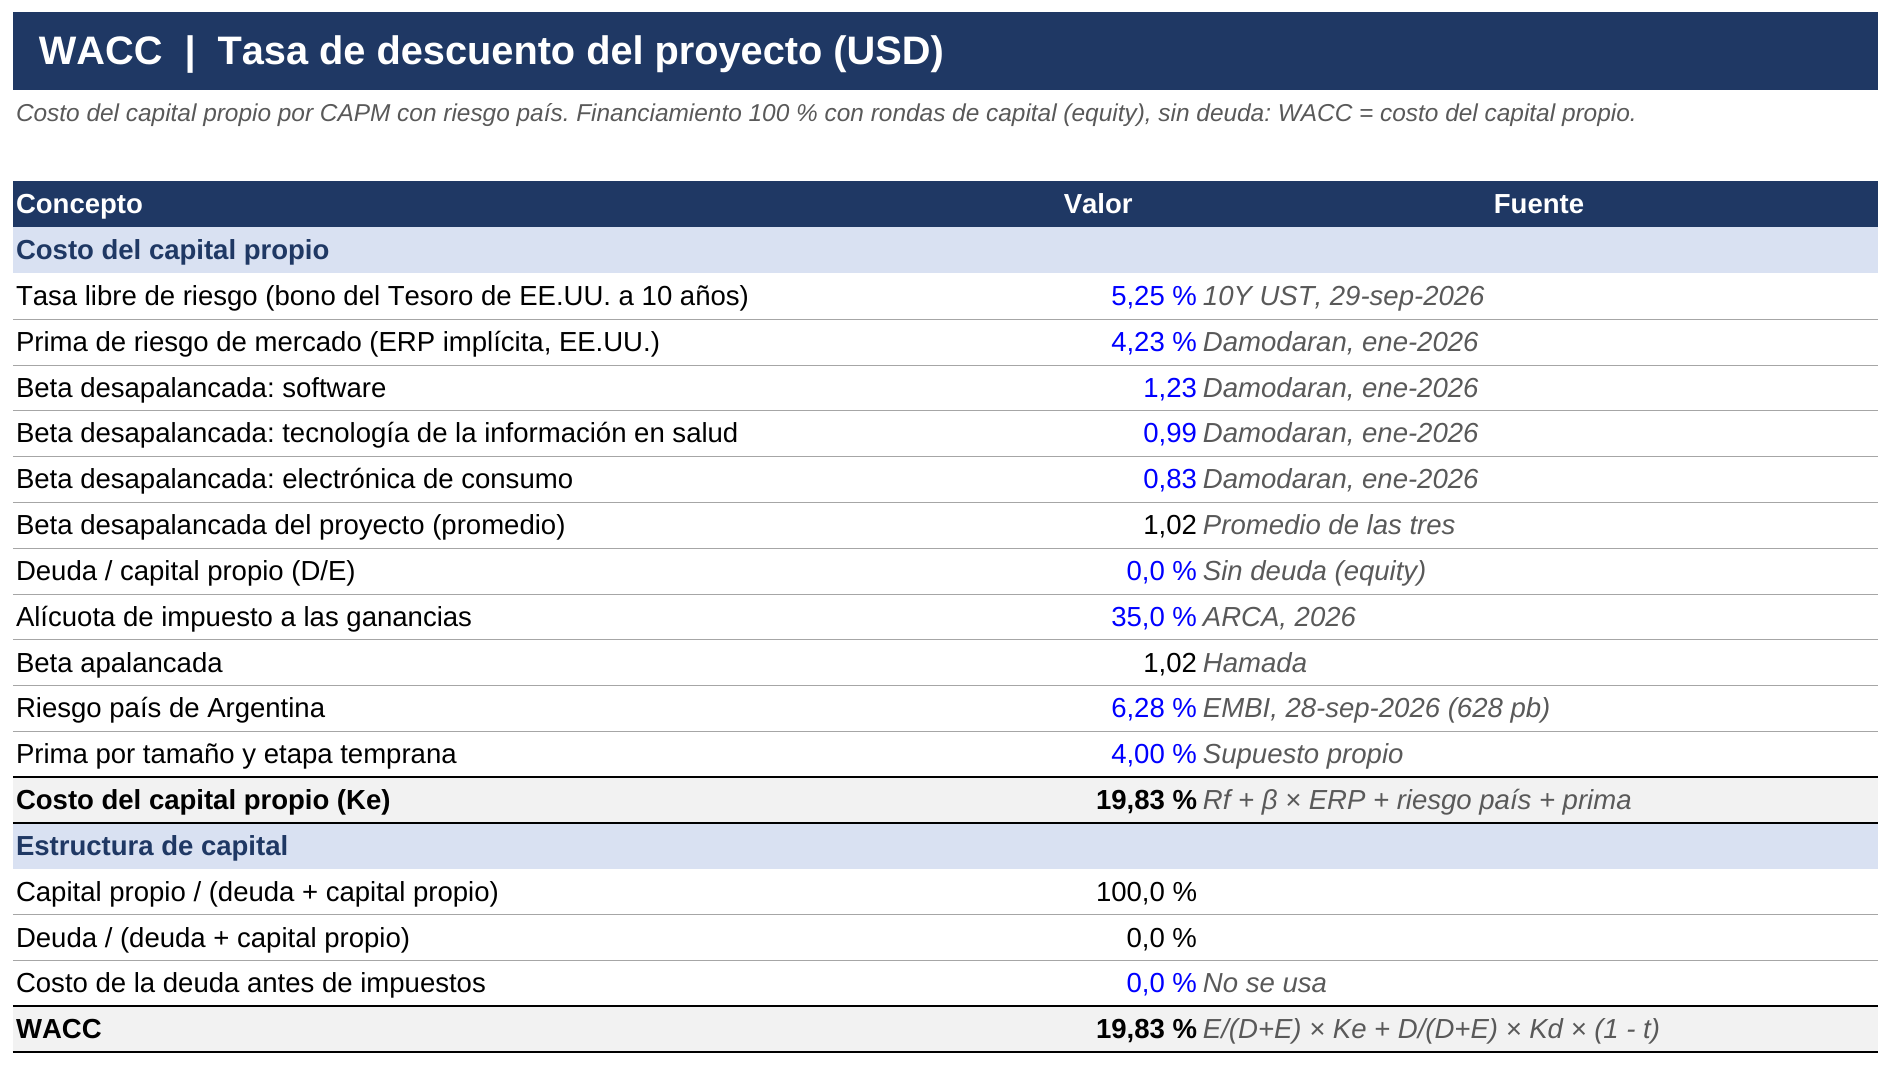 WACC | Tasa de descuento del proyecto (USD)
Costo del capital propio por CAPM con riesgo país. Financiamiento 100 % con rondas de capital (equity), sin deuda: WACC = costo del capital propio.
Concepto Valor Fuente
Costo del capital propio
Tasa libre de riesgo (bono del Tesoro de EE.UU. a 10 años) 5,25 % 10Y UST, 29-sep-2026
Prima de riesgo de mercado (ERP implícita, EE.UU.) 4,23 % Damodaran, ene-2026
Beta desapalancada: software 1,23 Damodaran, ene-2026
Beta desapalancada: tecnología de la información en salud 0,99 Damodaran, ene-2026
Beta desapalancada: electrónica de consumo 0,83 Damodaran, ene-2026
Beta desapalancada del proyecto (promedio) 1,02 Promedio de las tres
Deuda / capital propio (D/E) 0,0 % Sin deuda (equity)
Alícuota de impuesto a las ganancias 35,0 % ARCA, 2026
Beta apalancada 1,02 Hamada
Riesgo país de Argentina 6,28 % EMBI, 28-sep-2026 (628 pb)
Prima por tamaño y etapa temprana 4,00 % Supuesto propio
Costo del capital propio (Ke) 19,83 % Rf + β × ERP + riesgo país + prima
Estructura de capital
Capital propio / (deuda + capital propio) 100,0 %
Deuda / (deuda + capital propio) 0,0 %
Costo de la deuda antes de impuestos 0,0 % No se usa
WACC 19,83 % E/(D+E) × Ke + D/(D+E) × Kd × (1 - t)